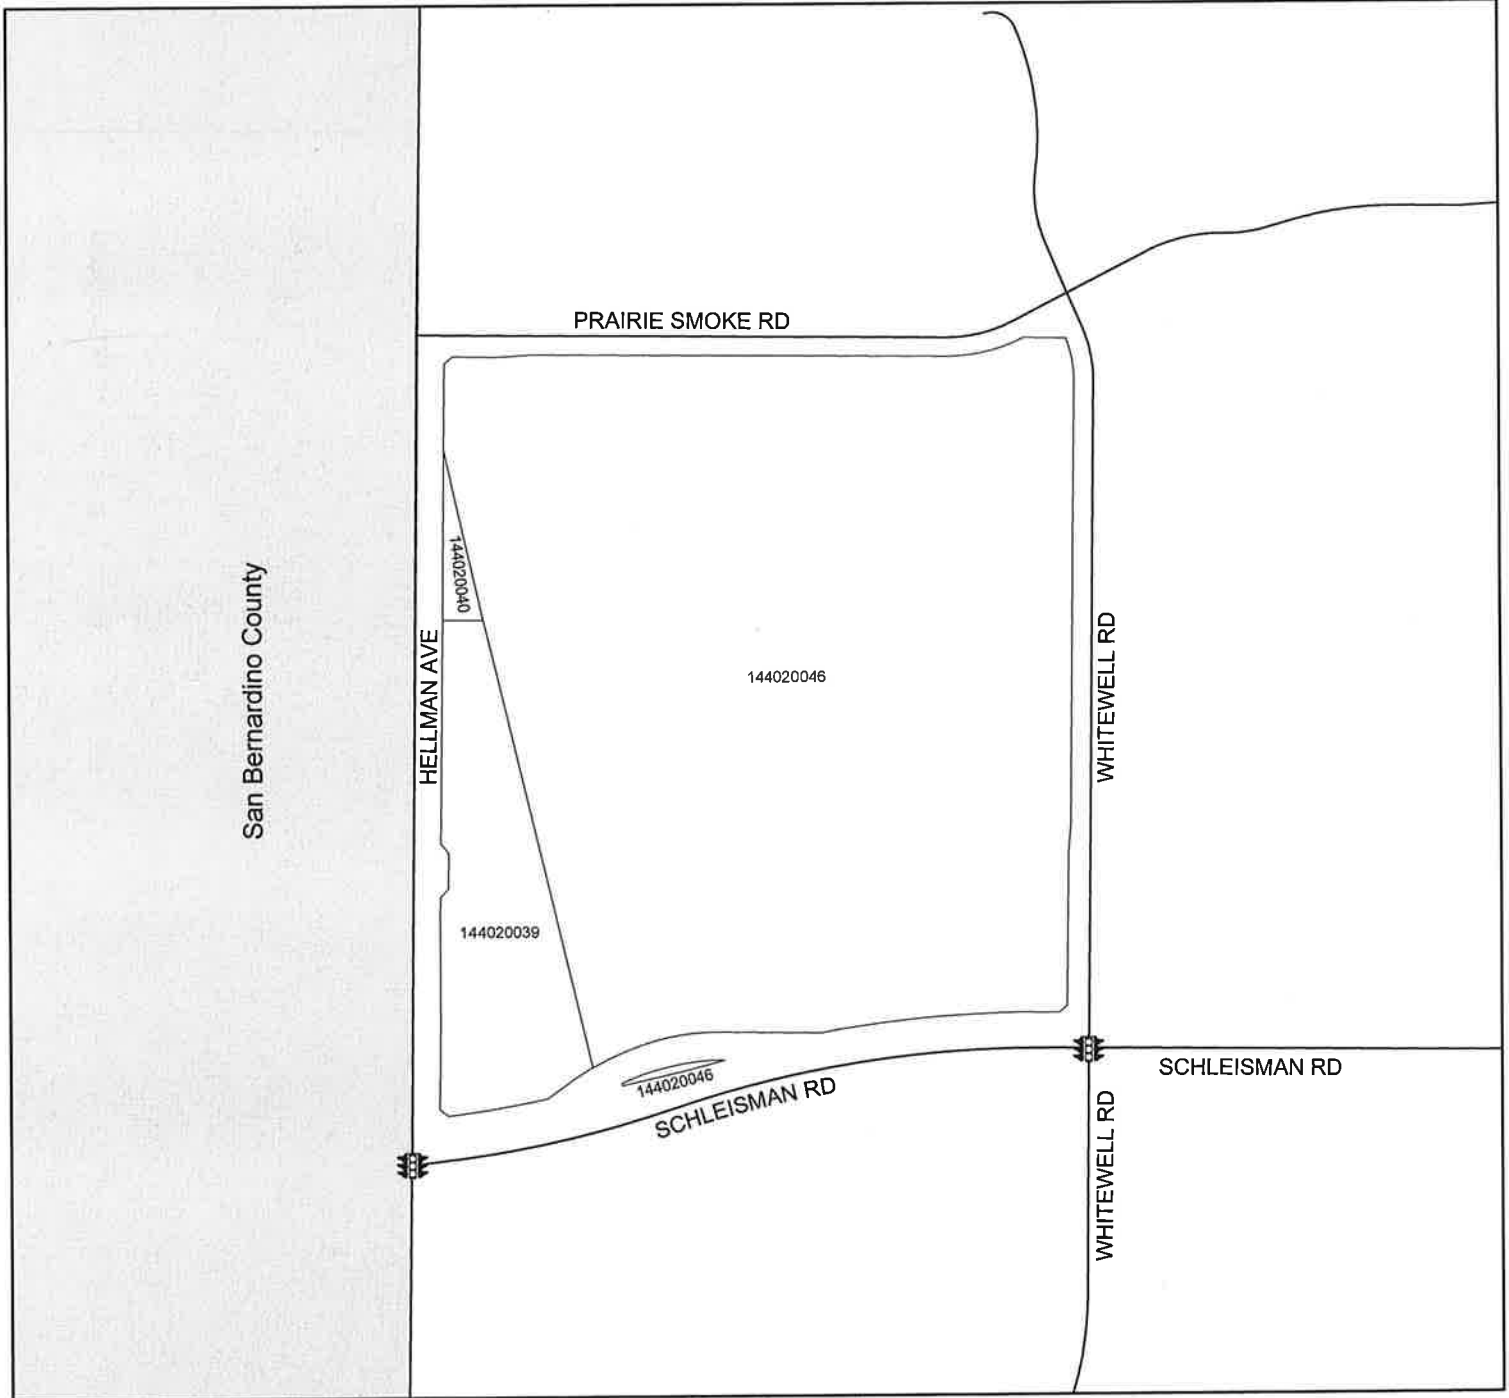 PRAIRIE SMOKE RD
144020040
San Bernardino County
HELLMAN AVE
144020046
WHITEWELL RD
144020039
144020046
SCHLEISMAN RD
SCHLEISMAN RD
WHITEWELL RD